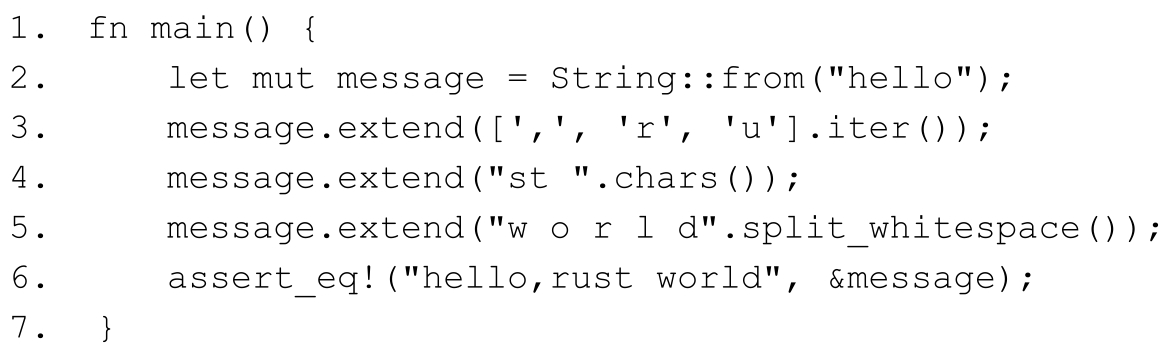 1. fn main() {
2.     let mut message = String::from("hello");
3.     message.extend([',', 'r', 'u'].iter());
4.     message.extend("st ".chars());
5.     message.extend("w o r l d".split_whitespace());
6.     assert_eq!("hello,rust world", &message);
7. }